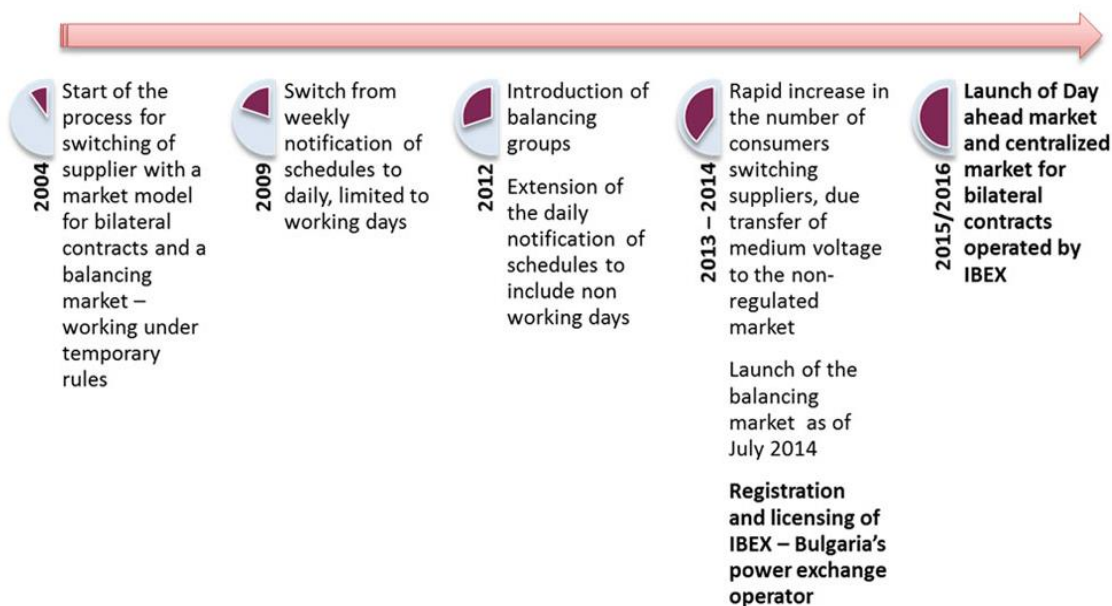 2004
Start of the
process for
switching of
supplier with a
market model
for bilateral
contracts and a
balancing
market –
working under
temporary
rules
2009
Switch from
weekly
notification of
schedules to
daily, limited to
working days
2012
Introduction of
balancing
groups
Extension of
the daily
notification of
schedules to
include non
working days
2013 – 2014
Rapid increase in
the number of
consumers
switching
suppliers, due
transfer of
medium voltage
to the non-
regulated
market
Launch of the
balancing
market as of
July 2014
Registration
and licensing of
IBEX – Bulgaria's
power exchange
operator
2015/2016
Launch of Day
ahead market
and centralized
market for
bilateral
contracts
operated by
IBEX